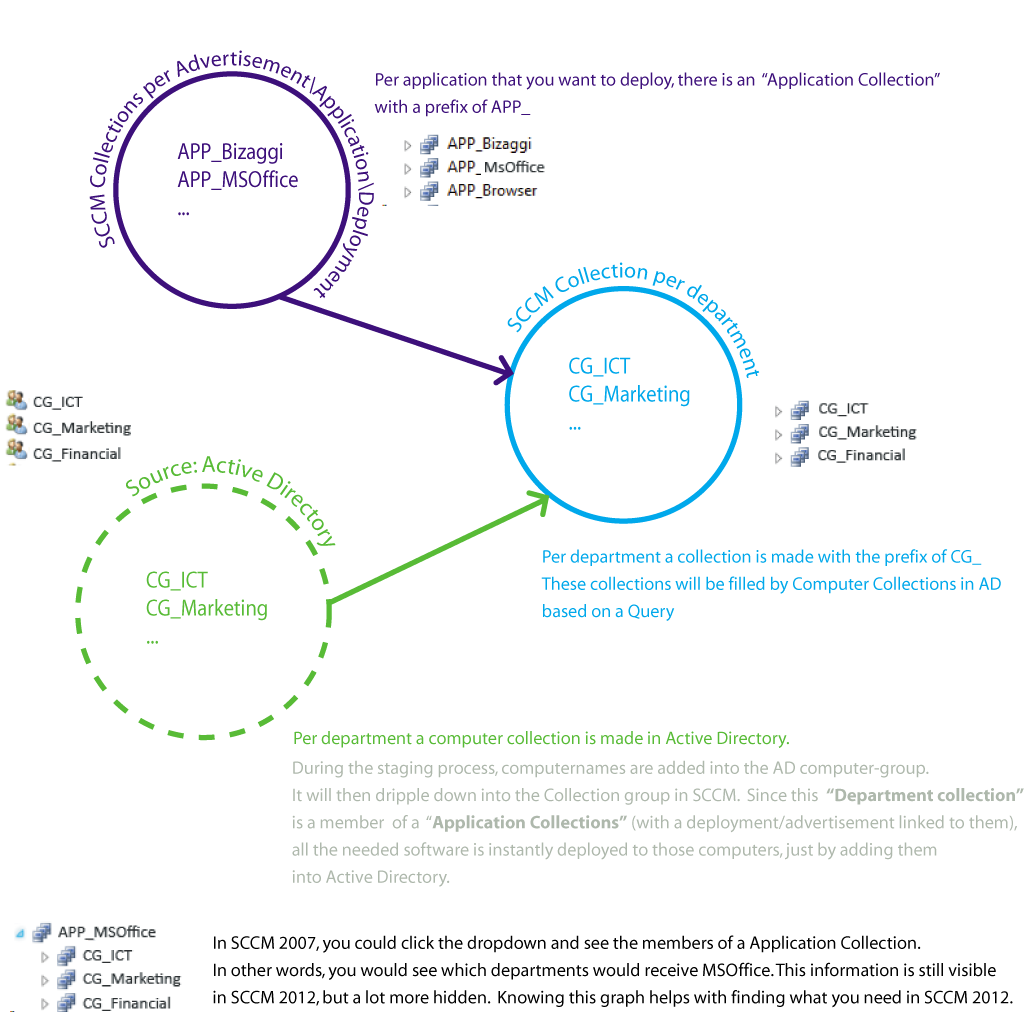 SCCM Collections per Advertisement\Application\Deployment
APP_Bizaggi
APP_MSOffice
...
Per application that you want to deploy, there is an “Application Collection”
with a prefix of APP_
APP_Bizaggi
APP_MsOffice
APP_Browser
SCCM Collection per department
CG_ICT
CG_Marketing
...
CG_ICT
CG_Marketing
CG_Financial
CG_ICT
CG_Marketing
CG_Financial
Source: Active Directory
CG_ICT
CG_Marketing
...
Per department a collection is made with the prefix of CG_
These collections will be filled by Computer Collections in AD
based on a Query
Per department a computer collection is made in Active Directory.
During the staging process, computernames are added into the AD computer-group.
It will then dripple down into the Collection group in SCCM. Since this “Department collection”
is a member of a “Application Collections” (with a deployment/advertisement linked to them),
all the needed software is instantly deployed to those computers, just by adding them
into Active Directory.
APP_MSOffice
CG_ICT
CG_Marketing
CG_Financial
In SCCM 2007, you could click the dropdown and see the members of a Application Collection.
In other words, you would see which departments would receive MSOffice. This information is still visible
in SCCM 2012, but a lot more hidden. Knowing this graph helps with finding what you need in SCCM 2012.